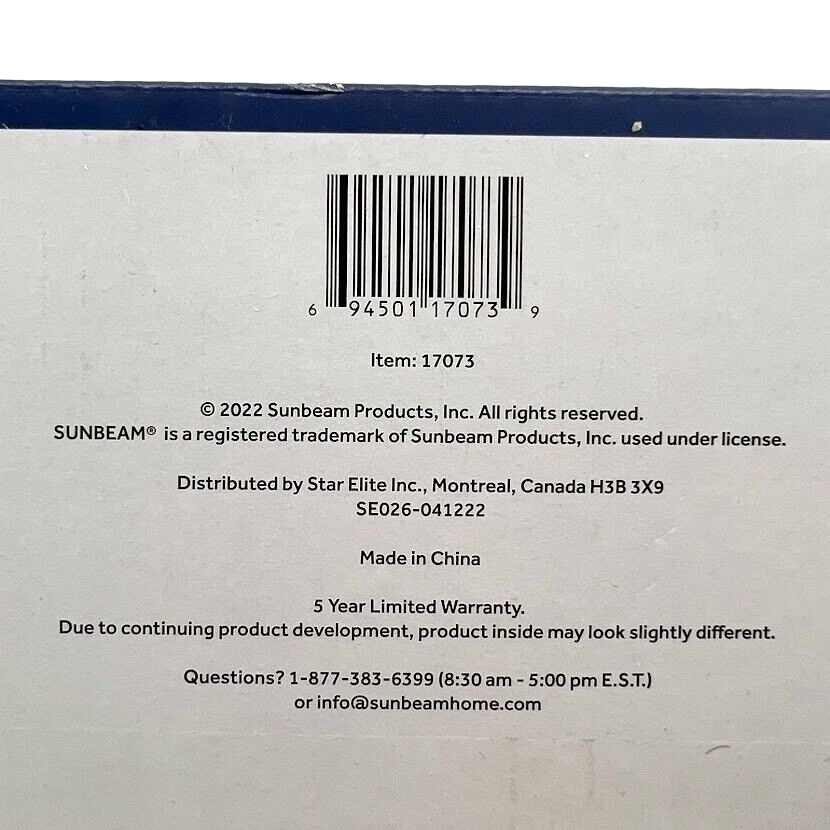 6 94501 17073 9
Item: 17073
© 2022 Sunbeam Products, Inc. All rights reserved.
SUNBEAM® is a registered trademark of Sunbeam Products, Inc. used under license.
Distributed by Star Elite Inc., Montreal, Canada H3B 3X9
SE026-041222
Made in China
5 Year Limited Warranty.
Due to continuing product development, product inside may look slightly different.
Questions? 1-877-383-6399 (8:30 am - 5:00 pm E.S.T.)
or info@sunbeamhome.com